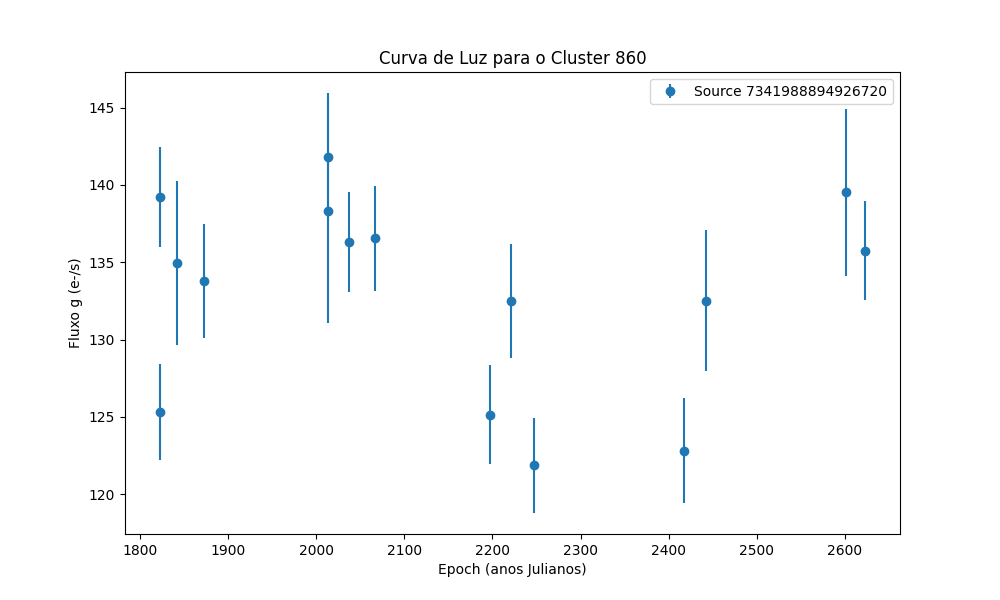 Curva de Luz para o Cluster 860
Source 7341988894926720
Fluxo g (e-/s)
145
140
135
130
125
120
1800 1900 2000 2100 2200 2300 2400 2500 2600
Epoch (anos Julianos)